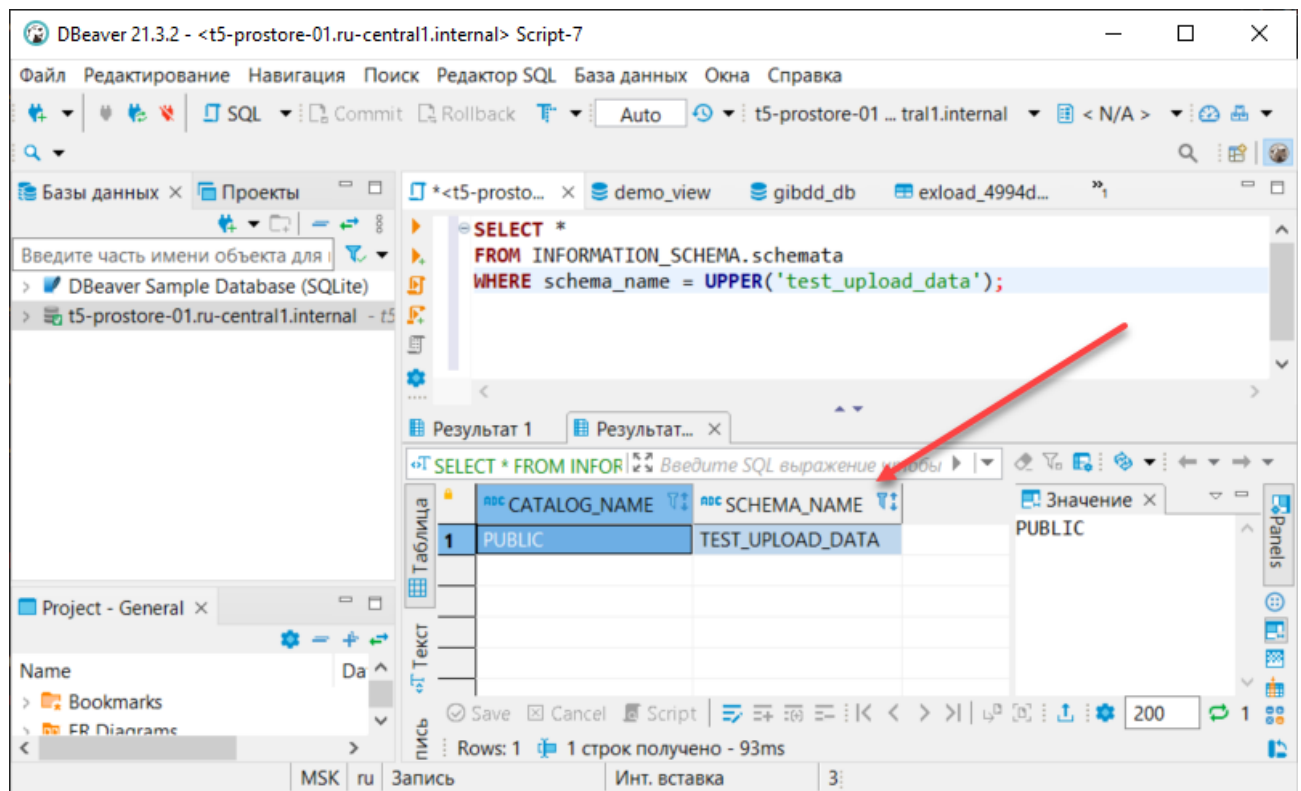 DBeaver 21.3.2 - <t5-prostore-01.ru-central1.internal> Script-7
Файл Редактирование Навигация Поиск Редактор SQL База данных Окна Справка
SQL Commit Rollback Auto t5-prostore-01 ... tral1.internal < N/A >
Базы данных Проекты
Введите часть имени объекта для
DBeaver Sample Database (SQLite)
t5-prostore-01.ru-central1.internal - t5
*<t5-prosto... demo_view gibdd_db exload_4994d... »1
SELECT *
FROM INFORMATION_SCHEMA.schemata
WHERE schema_name = UPPER('test_upload_data');
Результат 1 Результат...
SELECT * FROM INFOR Введите SQL выражение чтобы
Таблица
CATALOG_NAME SCHEMA_NAME
1 PUBLIC TEST_UPLOAD_DATA
Значение
PUBLIC
Panels
Текст
пись
Project - General
Name Da
Bookmarks
ER Diagrams
Save Cancel Script 200 1
Rows: 1 1 строк получено - 93ms
MSK ru Запись Инт. вставка 3